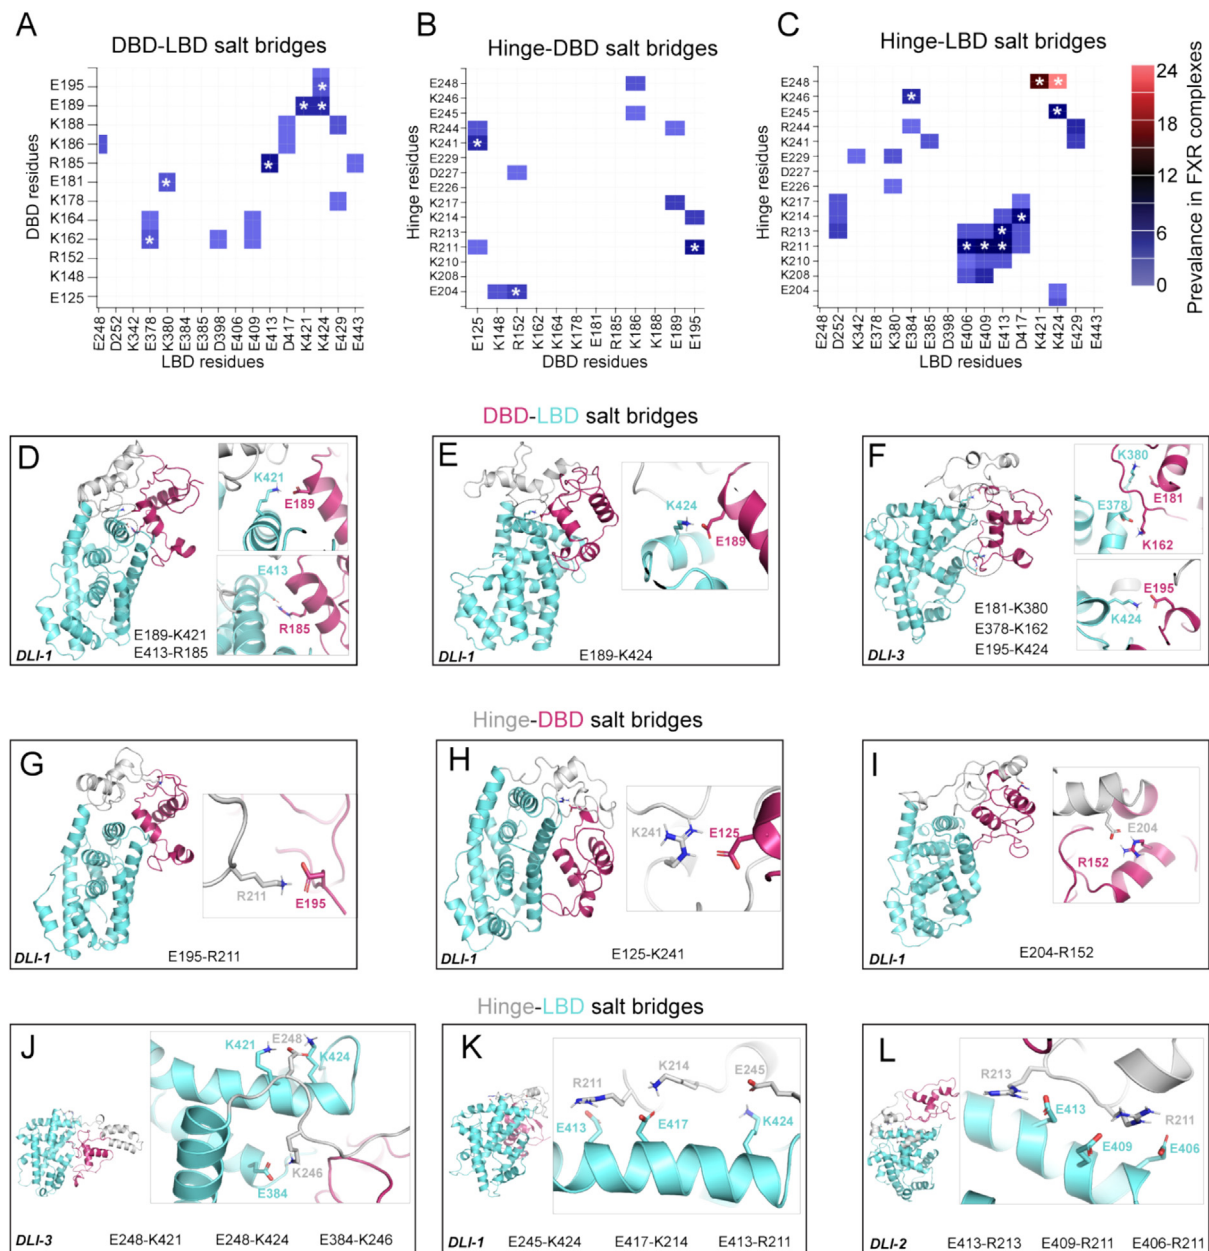 A
DBD-LBD salt bridges
DBD residues
E195
E189
K188
K186
R185
E181
K178
K164
K162
R152
K148
E125
* 
* *
*
*
*
E248 D252 K342 E378 K380 E384 E385 D398 E406 E409 E413 D417 K421 K424 E429 E443
LBD residues
B
Hinge-DBD salt bridges
Hinge residues
E248
K246
E245
R244
K241
E229
D227
E226
K217
K214
R211
K210
K208
E204
*
*
*
E125 K148 R152 K162 K164 K178 E181 R185 K186 K188 E189 E195
DBD residues
C
Hinge-LBD salt bridges
Hinge residues
E248
K246
E245
R244
K241
E229
E226
K217
K214
R213
R211
K210
K208
E204
* *
*
*
*
*
* * *
E248 D252 K342 E378 K380 E384 E385 D398 E406 E409 E413 D417 K421 K424 E429 E443
LBD residues
24
18
12
6
0
Prevalance in FXR complexes
DBD-LBD salt bridges
D
K421
E189
E413
R185
E189-K421
E413-R185
DLI-1
E
K424
E189
DLI-1
E189-K424
F
K380
E181
E378
K162
E195
K424
E181-K380
E378-K162
E195-K424
DLI-3
Hinge-DBD salt bridges
G
R211
E195
DLI-1
E195-R211
H
K241
E125
DLI-1
E125-K241
I
E204
R152
DLI-1
E204-R152
Hinge-LBD salt bridges
J
K421
E248
K424
K246
E384
DLI-3
E248-K421 E248-K424 E384-K246
K
R211
K214
E245
E413
E417
K424
DLI-1
E245-K424 E417-K214 E413-R211
L
R213
E413
R211
E409
E406
DLI-2
E413-R213 E409-R211 E406-R211